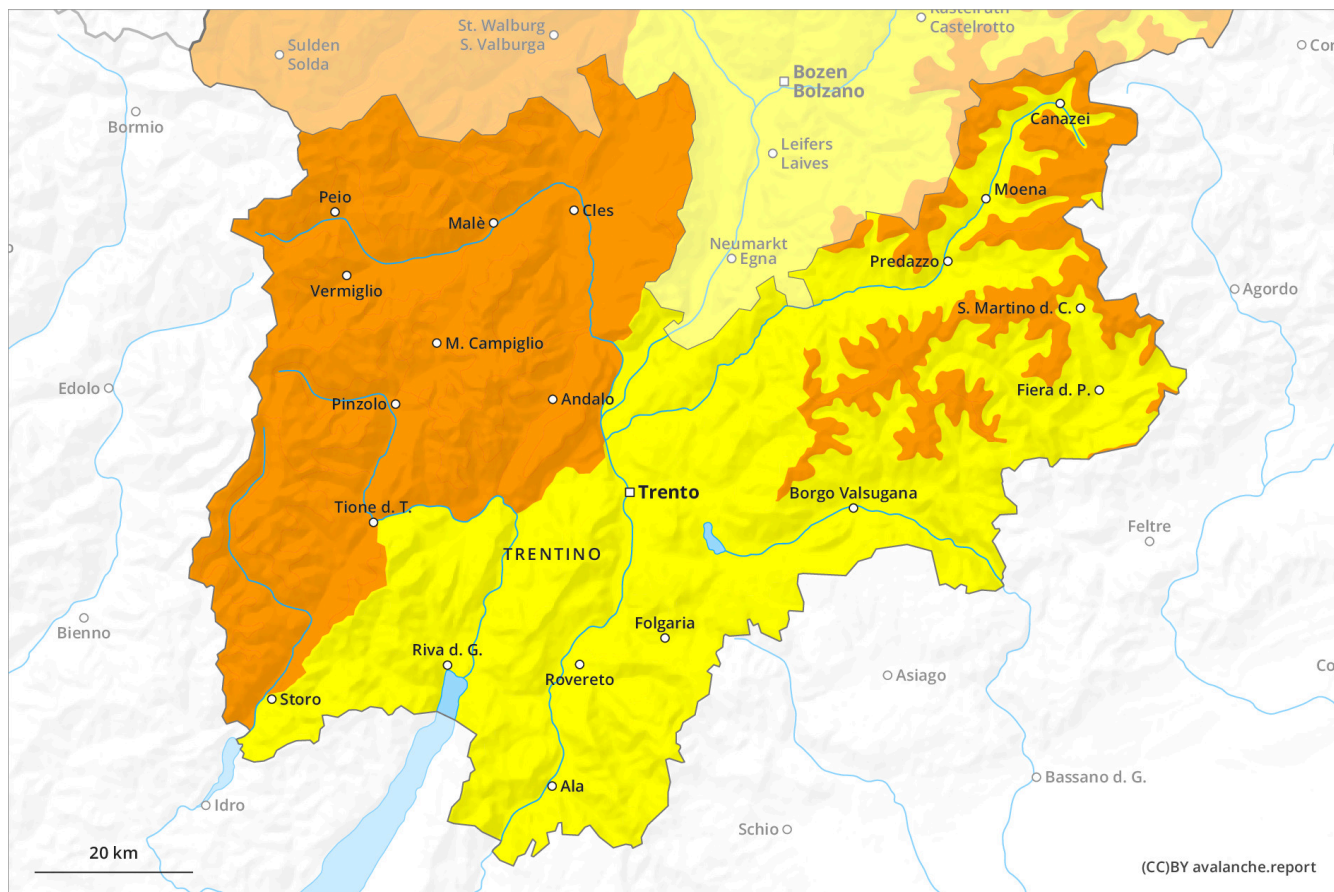 Kastelruth
Castelrotto
St. Walburg
S. Valburga
Sulden
Solda
Cor
Bozen
Bolzano
Bormio
Canazei
Leifers
Laives
Moena
Peio
Malè
Cles
Neumarkt
Egna
Predazzo
Vermiglio
Agordo
S. Martino d. C.
M. Campiglio
Edolo
Pinzolo
Andalo
Fiera d. P.
Trento
Borgo Valsugana
Tione d. T.
Feltre
TRENTINO
Bienno
Folgaria
Riva d. G.
Rovereto
Asiago
Co
Storo
Ala
Bassano d. G.
Idro
Schio
20 km
(CC)BY avalanche.report